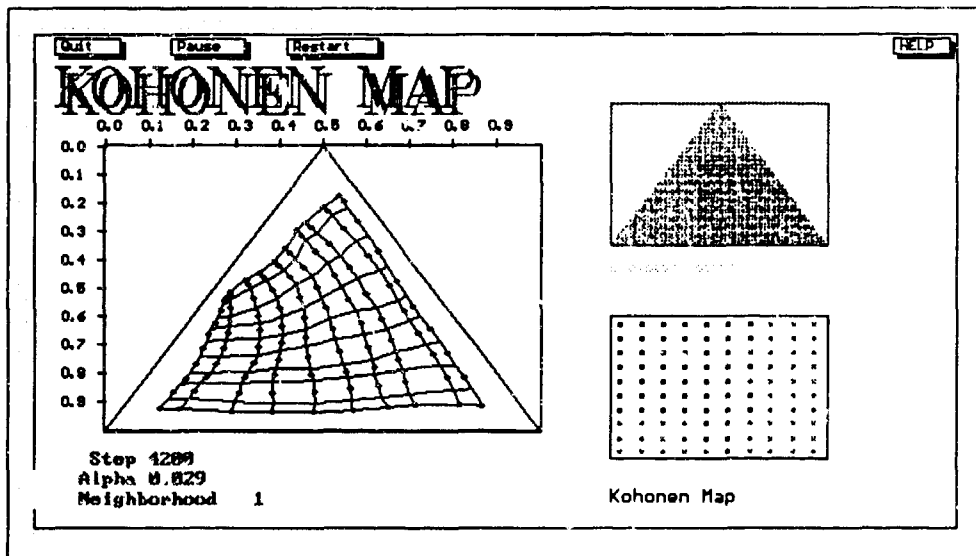 Quit Pause Restart HELP
KOHONEN MAP
0.0 0.1 0.2 0.3 0.4 0.5 0.6 0.7 0.8 0.9
0.0
0.1
0.2
0.3
0.4
0.5
0.6
0.7
0.8
0.9
Step 4200
Alpha 0.029
Neighborhood 1
Kohonen Map